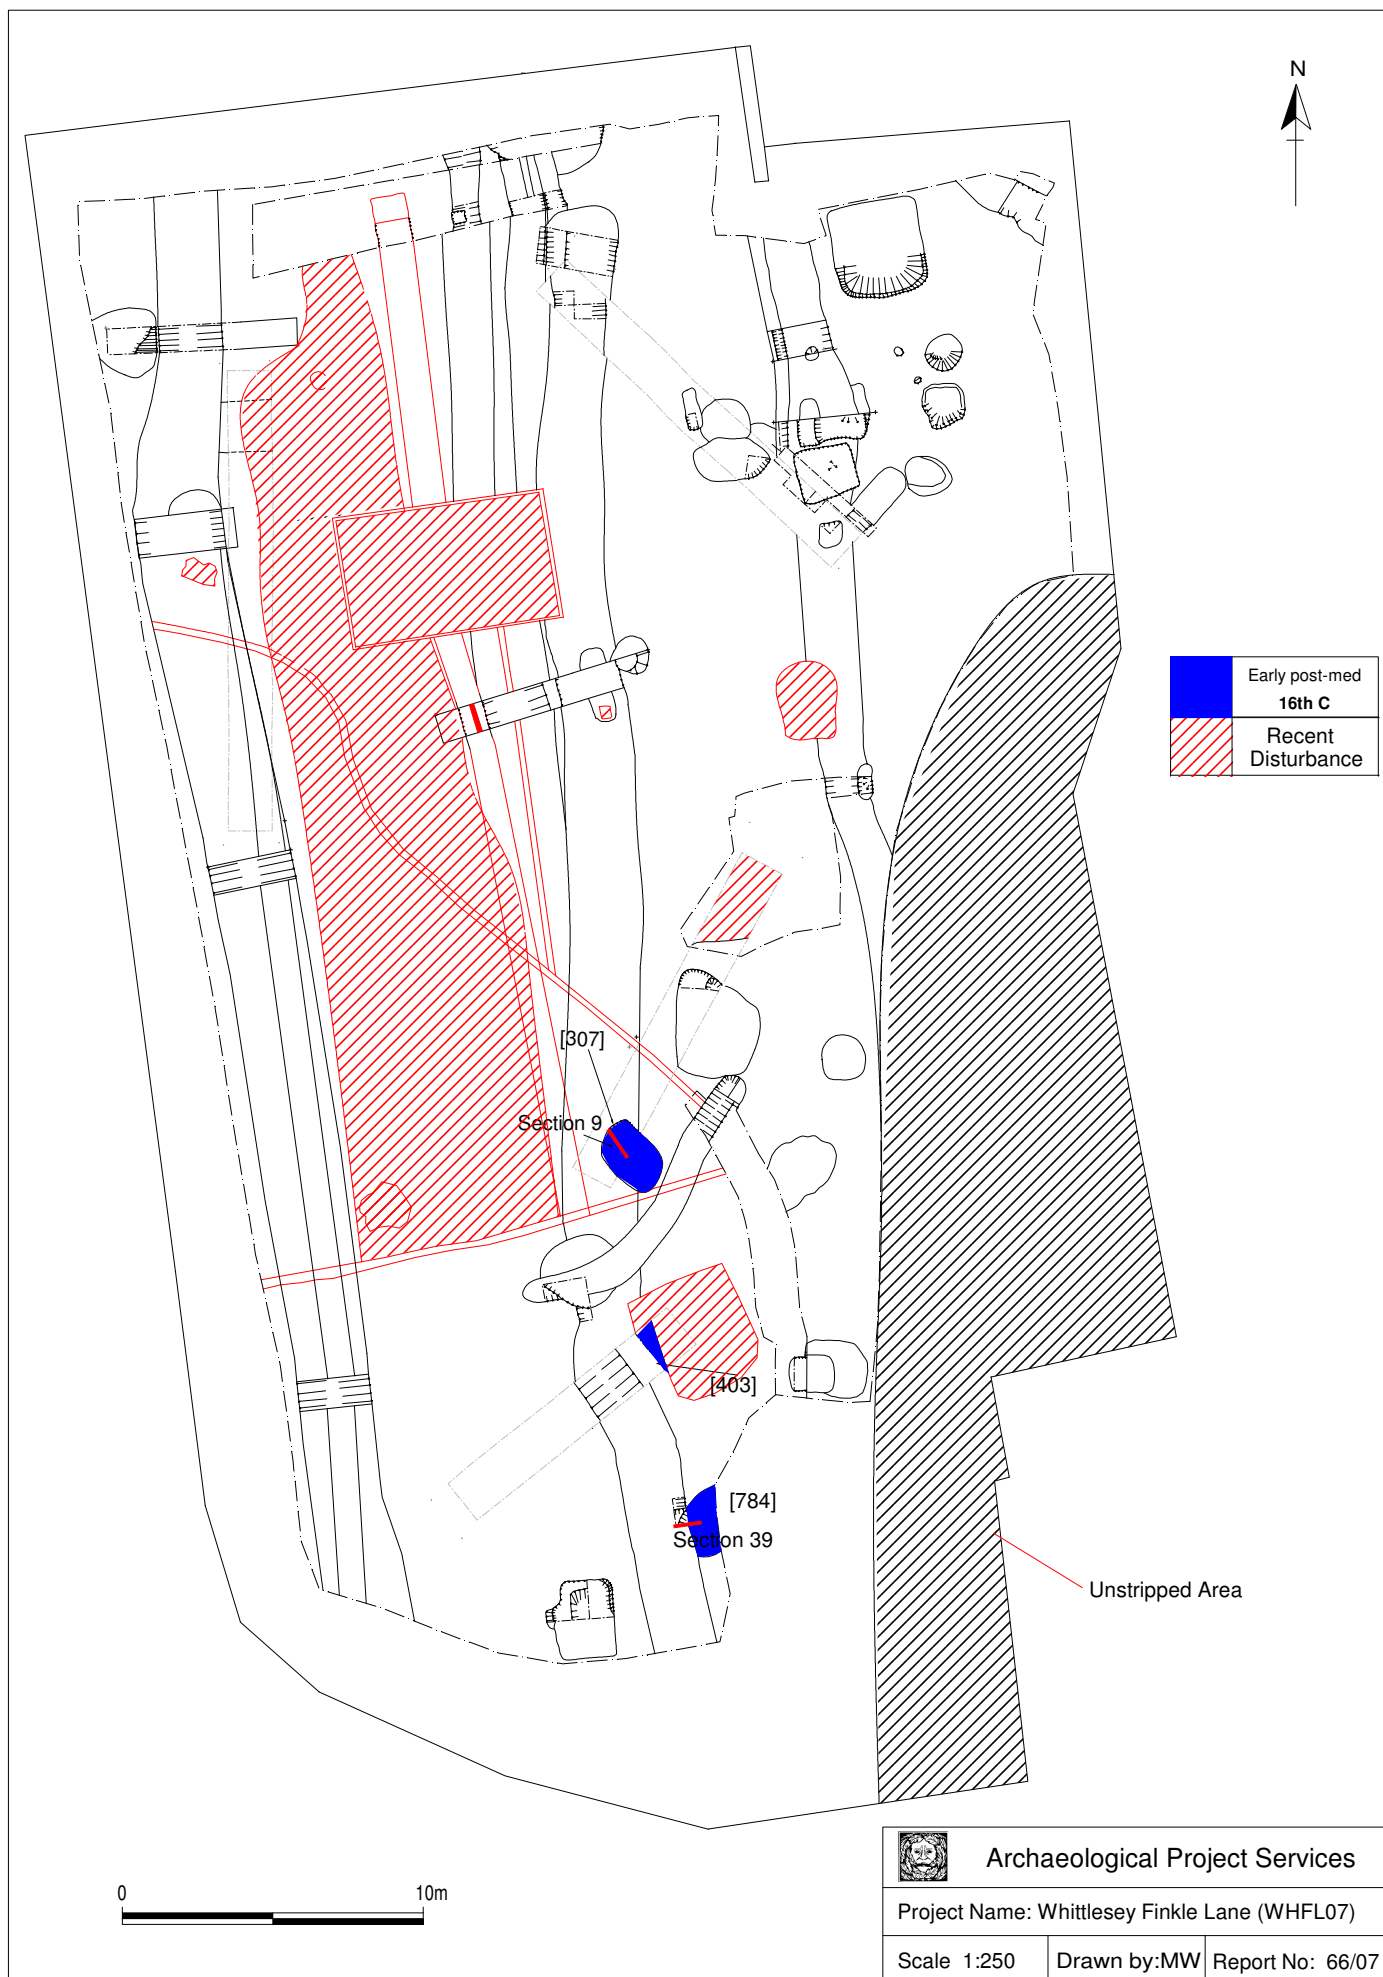 N
Early post-med
16th C
Recent
Disturbance
[307]
Section 9
[403]
[784]
Section 39
Unstripped Area
0 10m
Archaeological Project Services
Project Name: Whittlesey Finkle Lane (WHFL07)
Scale 1:250 Drawn by:MW Report No: 66/07